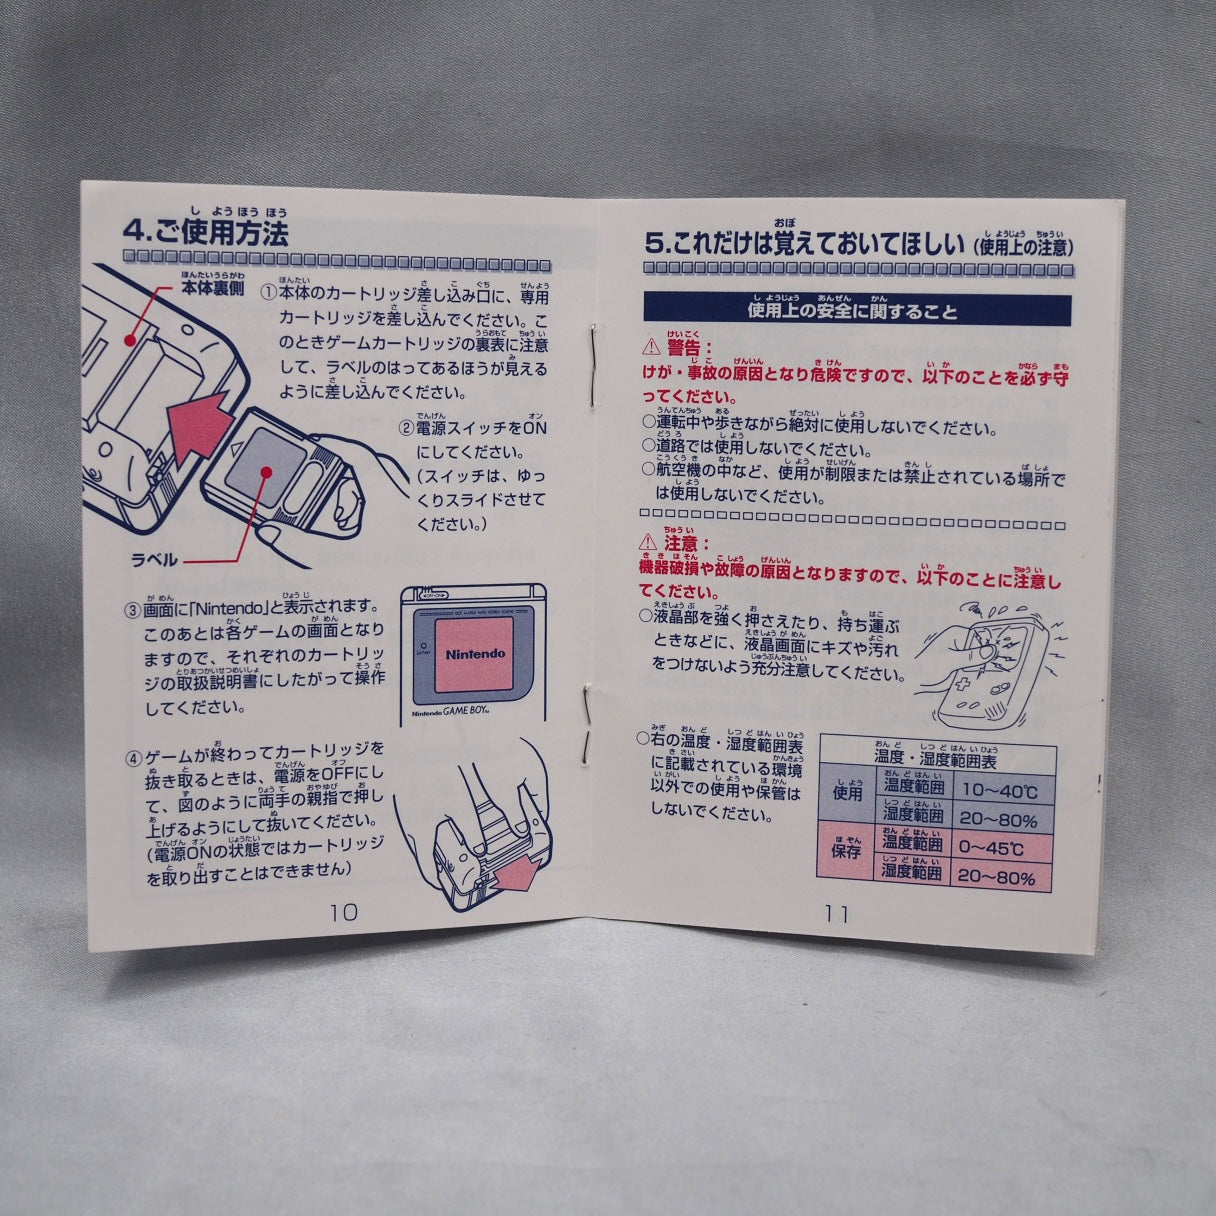 4.ご使用方法
しようほうほう
本体裏側
ほんたいうらがわ
ラベル
①本体のカートリッジ差し込み口に、専用
カートリッジを差し込んでください。こ
のときゲームカートリッジの裏表に注意
して、ラベルのはってあるほうが見える
ように差し込んでください。
②電源スイッチをON
にしてください。
(スイッチは、ゆっ
くりスライドさせて
ください。)
③画面に「Nintendo」と表示されます。
このあとは各ゲームの画面となり
ますので、それぞれのカートリッ
ジの取扱説明書にしたがって操作
してください。
Nintendo
Nintendo GAME BOY
④ゲームが終わってカートリッジを
抜き取るときは、電源をOFFにし
て、図のように両手の親指で押し
上げるようにして抜いてください。
(電源ONの状態ではカートリッジ
を取り出すことはできません)
10
5.これだけは覚えておいてほしい(使用上の注意)
使用上の安全に関すること
⚠警告:
けが・事故の原因となり危険ですので、以下のことを必ず守
ってください。
○運転中や歩きながら絶対に使用しないでください。
○道路では使用しないでください。
○航空機の中など、使用が制限または禁止されている場所で
は使用しないでください。
⚠注意:
機器破損や故障の原因となりますので、以下のことに注意し
てください。
○液晶部を強く押さえたり、持ち運ぶ
ときなどに、液晶画面にキズや汚れ
をつけないよう充分注意してください。
○右の温度・湿度範囲表
に記載されている環境
以外での使用や保管は
しないでください。
温度・湿度範囲表
使用 温度範囲 10〜40℃
湿度範囲 20〜80%
保存 温度範囲 0〜45℃
湿度範囲 20〜80%
11